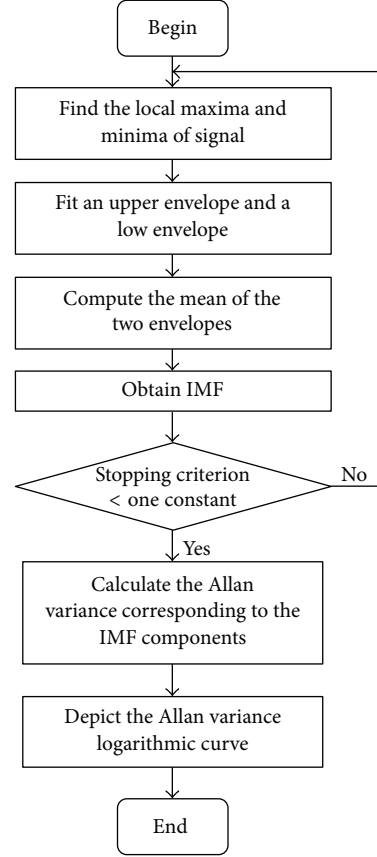 Begin
Find the local maxima and
minima of signal
Fit an upper envelope and a
low envelope
Compute the mean of the
two envelopes
Obtain IMF
Stopping criterion
< one constant
No
Yes
Calculate the Allan
variance corresponding to the
IMF components
Depict the Allan variance
logarithmic curve
End